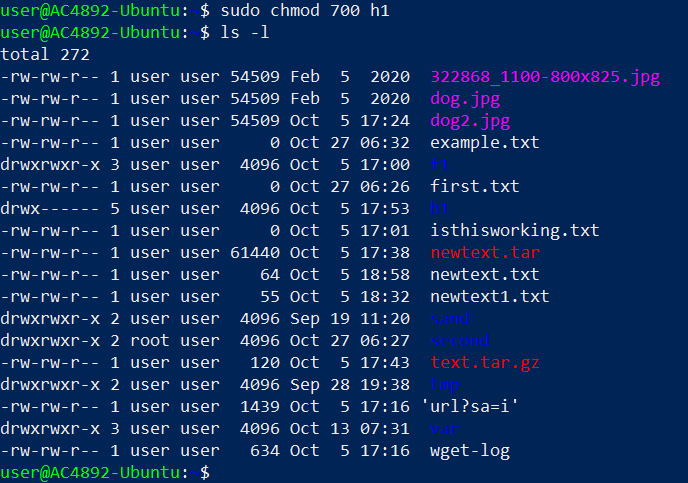 user@AC4892-Ubuntu:~$ sudo chmod 700 h1
user@AC4892-Ubuntu:~$ ls -l
total 272
-rw-rw-r-- 1 user user 54509 Feb  5  2020  322868_1100-800x825.jpg
-rw-rw-r-- 1 user user 54509 Feb  5  2020  dog.jpg
-rw-rw-r-- 1 user user 54509 Oct  5 17:24  dog2.jpg
-rw-rw-r-- 1 user user     0 Oct 27 06:32  example.txt
drwxrwxr-x 3 user user  4096 Oct  5 17:00  f1
-rw-rw-r-- 1 user user     0 Oct 27 06:26  first.txt
drwx------ 5 user user  4096 Oct  5 17:53  h1
-rw-rw-r-- 1 user user     0 Oct  5 17:01  isthisworking.txt
-rw-rw-r-- 1 user user 61440 Oct  5 17:38  newtext.tar
-rw-rw-r-- 1 user user    64 Oct  5 18:58  newtext.txt
-rw-rw-r-- 1 user user    55 Oct  5 18:32  newtext1.txt
drwxrwxr-x 2 user user  4096 Sep 19 11:20
drwxrwxr-x 2 root user  4096 Oct 27 06:27  second
-rw-rw-r-- 1 user user   120 Oct  5 17:43  text.tar.gz
drwxrwxr-x 2 user user  4096 Sep 28 19:38  tmp
-rw-rw-r-- 1 user user  1439 Oct  5 17:16 'url?sa=i'
drwxrwxr-x 3 user user  4096 Oct 13 07:31  var
-rw-rw-r-- 1 user user   634 Oct  5 17:16  wget-log
user@AC4892-Ubuntu:~$